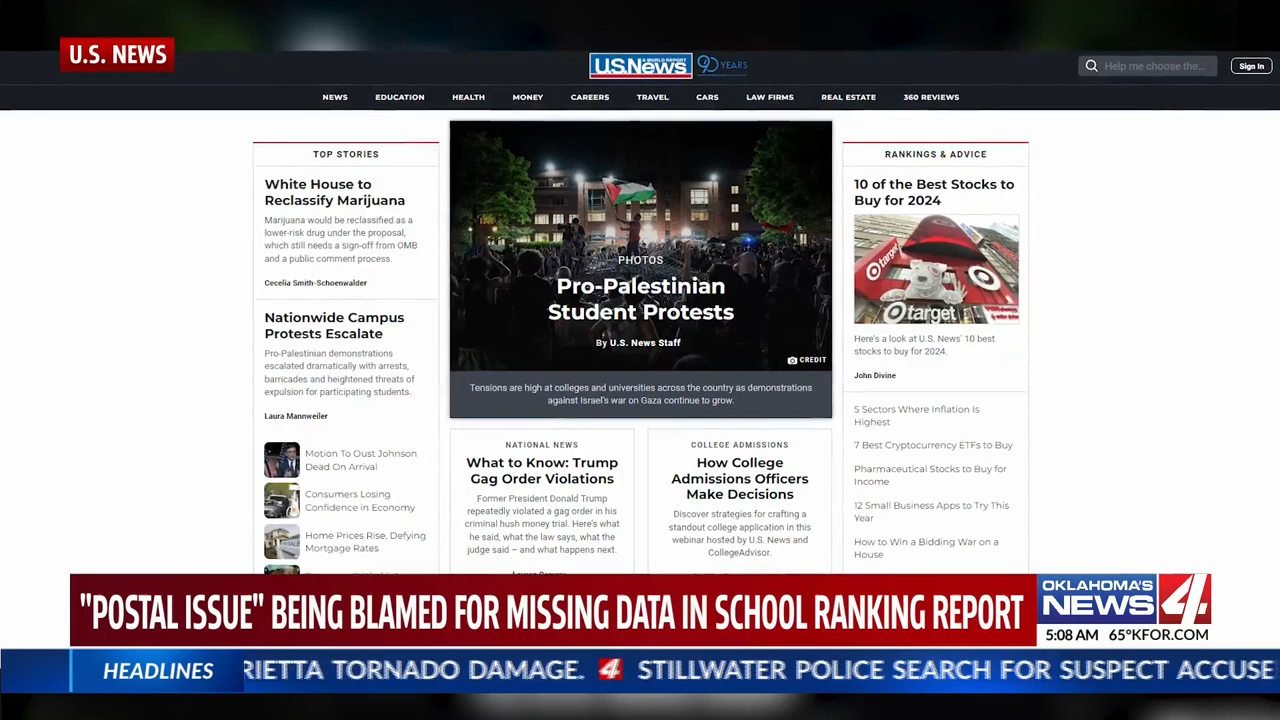 U.S. NEWS
& WORLD REPORT
U.S.News
90 YEARS
Help me choose the...
Sign In
NEWS
EDUCATION
HEALTH
MONEY
CAREERS
TRAVEL
CARS
LAW FIRMS
REAL ESTATE
360 REVIEWS
TOP STORIES
White House to
Reclassify Marijuana
Marijuana would be reclassified as a
lower-risk drug under the proposal,
which still needs a sign-off from OMB
and a public comment process.
Cecelia Smith-Schoenwalder
Nationwide Campus
Protests Escalate
Pro-Palestinian demonstrations
escalated dramatically with arrests,
barricades and heightened threats of
expulsion for participating students.
Laura Mannweiler
Motion To Oust Johnson
Dead On Arrival
Consumers Losing
Confidence in Economy
Home Prices Rise, Defying
Mortgage Rates
PHOTOS
Pro-Palestinian
Student Protests
By U.S. News Staff
CREDIT
Tensions are high at colleges and universities across the country as demonstrations
against Israel's war on Gaza continue to grow.
NATIONAL NEWS
What to Know: Trump
Gag Order Violations
Former President Donald Trump
repeatedly violated a gag order in his
criminal hush money trial. Here's what
he said, what the law says, what the
judge said – and what happens next.
COLLEGE ADMISSIONS
How College
Admissions Officers
Make Decisions
Discover strategies for crafting a
standout college application in this
webinar hosted by U.S. News and
CollegeAdvisor.
RANKINGS & ADVICE
10 of the Best Stocks to
Buy for 2024
target
target
Here's a look at U.S. News' 10 best
stocks to buy for 2024.
John Divine
5 Sectors Where Inflation Is
Highest
7 Best Cryptocurrency ETFs to Buy
Pharmaceutical Stocks to Buy for
Income
12 Small Business Apps to Try This
Year
How to Win a Bidding War on a
House
"POSTAL ISSUE" BEING BLAMED FOR MISSING DATA IN SCHOOL RANKING REPORT
OKLAHOMA'S
NEWS 4
5:08 AM 65° KFOR.COM
HEADLINES
RIETTA TORNADO DAMAGE. 4 STILLWATER POLICE SEARCH FOR SUSPECT ACCUSE